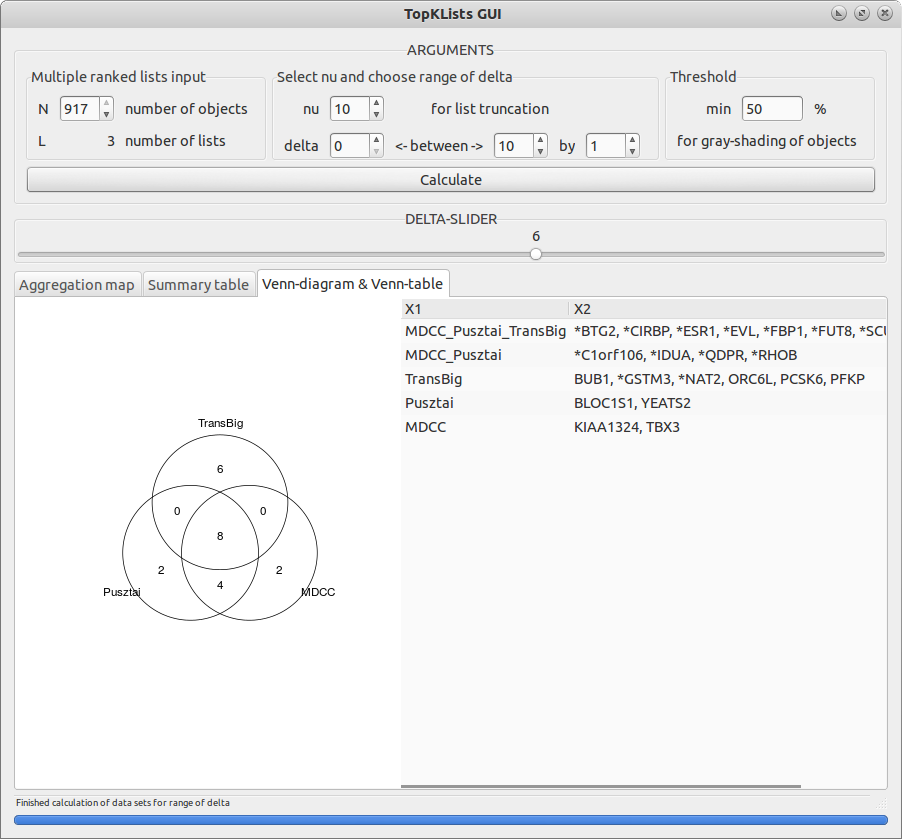 TopKLists GUI
ARGUMENTS
Multiple ranked lists input
N 917 number of objects
L 3 number of lists
Select nu and choose range of delta
nu 10 for list truncation
delta 0 <- between -> 10 by 1
Threshold
min 50 %
for gray-shading of objects
Calculate
DELTA-SLIDER
6
Aggregation map Summary table Venn-diagram & Venn-table
TransBig
6
0 0
8
2 2
4
Pusztai MDCC
X1 X2
MDCC_Pusztai_TransBig *BTG2, *CIRBP, *ESR1, *EVL, *FBP1, *FUT8, *SCU
MDCC_Pusztai *C1orf106, *IDUA, *QDPR, *RHOB
TransBig BUB1, *GSTM3, *NAT2, ORC6L, PCSK6, PFKP
Pusztai BLOC1S1, YEATS2
MDCC KIAA1324, TBX3
Finished calculation of data sets for range of delta